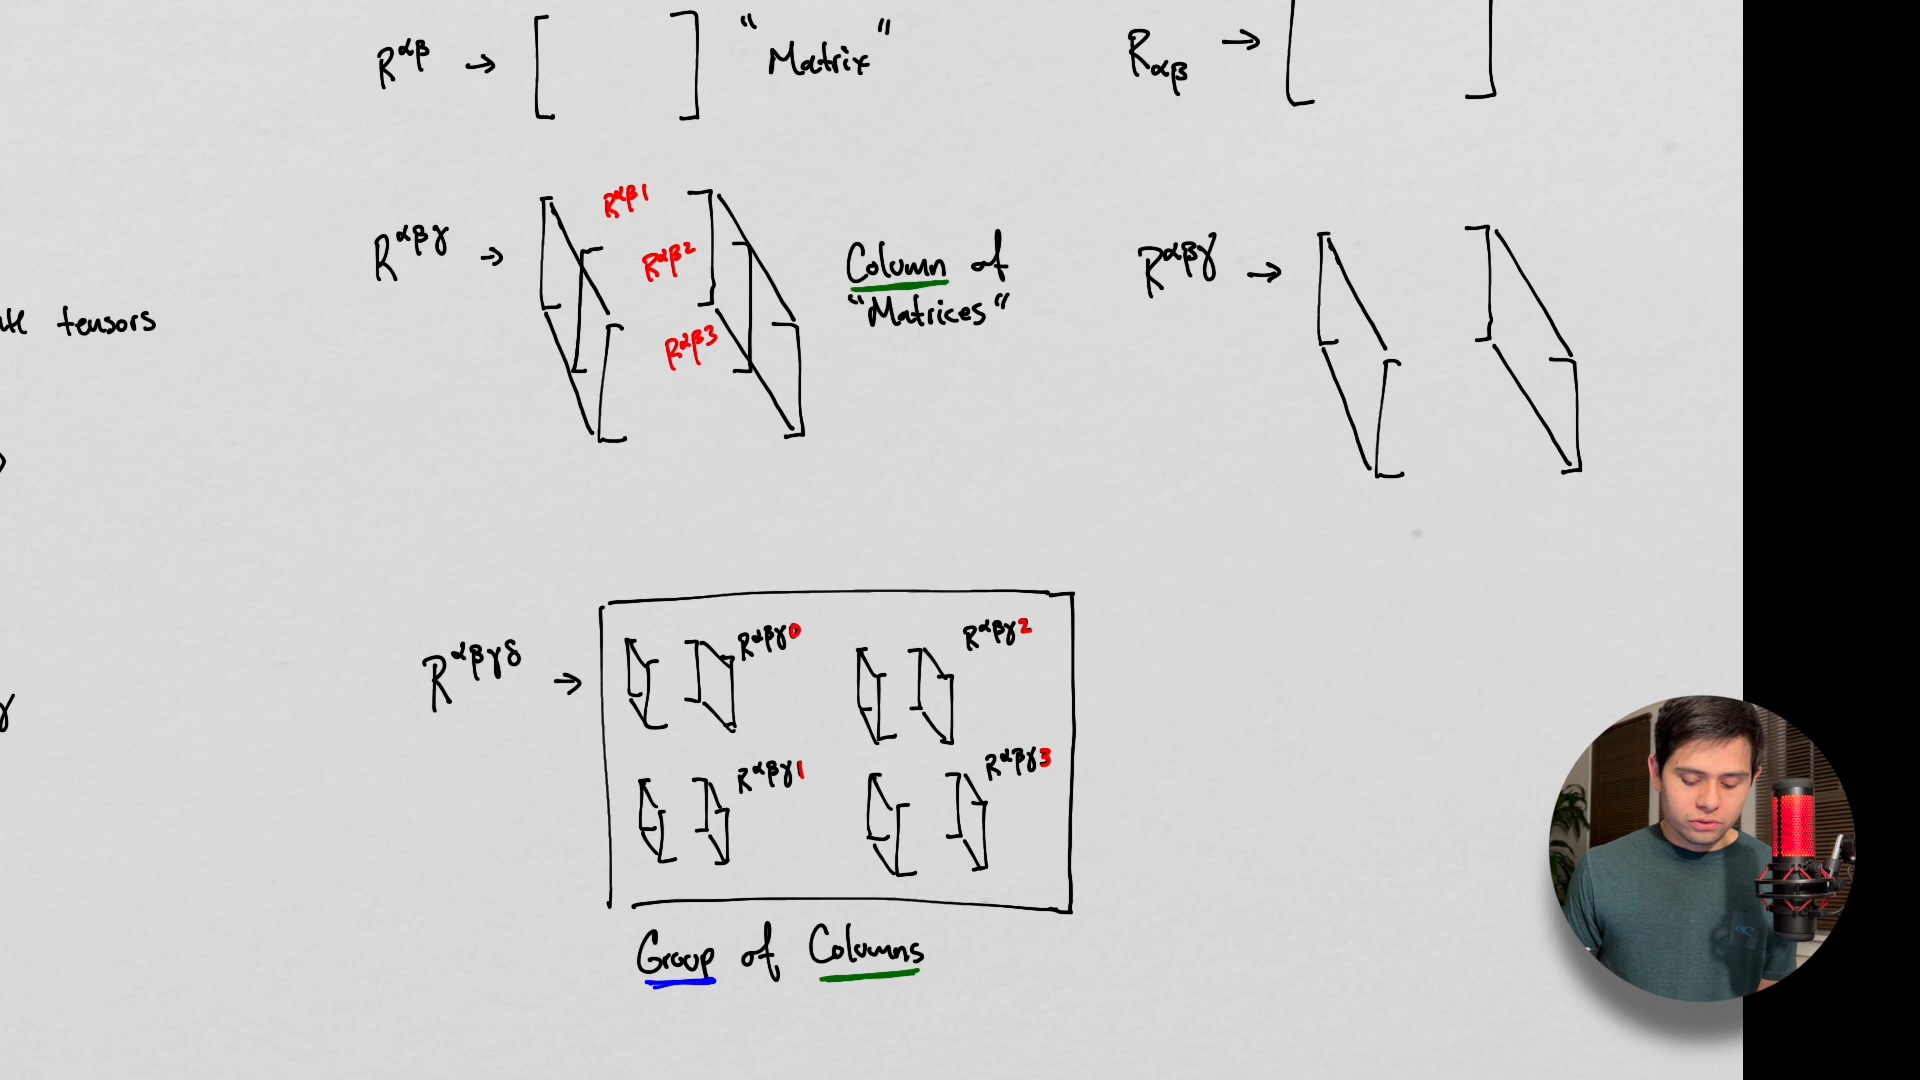 R^αβ → [ ] “Matrix”
R_αβ → [ ]
R^αβγ → R^αβ1 R^αβ2 R^αβ3
Column of
“Matrices”
R^αβγ →
tensors
R^αβγδ →
R^αβγ0
R^αβγ2
R^αβγ1
R^αβγ3
Group of Columns